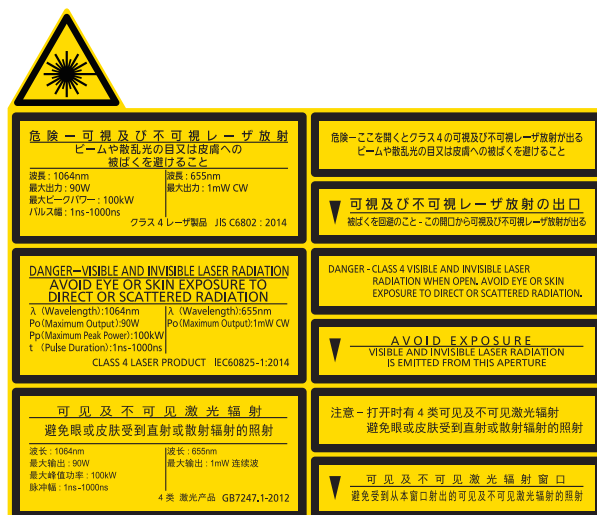 危険－可視及び不可視レーザ放射
ビームや散乱光の目又は皮膚への
被ばくを避けること
波長：1064nm
最大出力：90W
最大ピークパワー：100kW
パルス幅：1ns-1000ns
波長：655nm
最大出力：1mW CW
クラス 4 レーザ製品 JIS C6802：2014
危険－ここを開くとクラス 4 の可視及び不可視レーザ放射が出る
ビームや散乱光の目又は皮膚への被ばくを避けること
可視及び不可視レーザ放射の出口
被ばくを回避のこと - この開口から可視及び不可視レーザ放射が出る
DANGER－VISIBLE AND INVISIBLE LASER RADIATION
AVOID EYE OR SKIN EXPOSURE TO
DIRECT OR SCATTERED RADIATION
λ (Wavelength):1064nm
Po(Maximum Output):90W
Pp(Maximum Peak Power):100kW
t (Pulse Duration):1ns-1000ns
λ (Wavelength):655nm
Po(Maximum Output):1mW CW
CLASS 4 LASER PRODUCT IEC60825-1:2014
DANGER - CLASS 4 VISIBLE AND INVISIBLE LASER
RADIATION WHEN OPEN. AVOID EYE OR SKIN
EXPOSURE TO DIRECT OR SCATTERED RADIATION.
AVOID EXPOSURE
VISIBLE AND INVISIBLE LASER RADIATION
IS EMITTED FROM THIS APERTURE
可见及不可见激光辐射
避免眼或皮肤受到直射或散射辐射的照射
波长：1064nm
最大输出：90W
最大峰值功率：100kW
脉冲幅：1ns-1000ns
波长：655nm
最大输出：1mW 连续波
4 类 激光产品 GB7247.1-2012
注意－打开时有 4 类可见及不可见激光辐射
避免眼或皮肤受到直射或散射辐射的照射
可见及不可见激光辐射窗口
避免受到从本窗口射出的可见及不可见激光辐射的照射